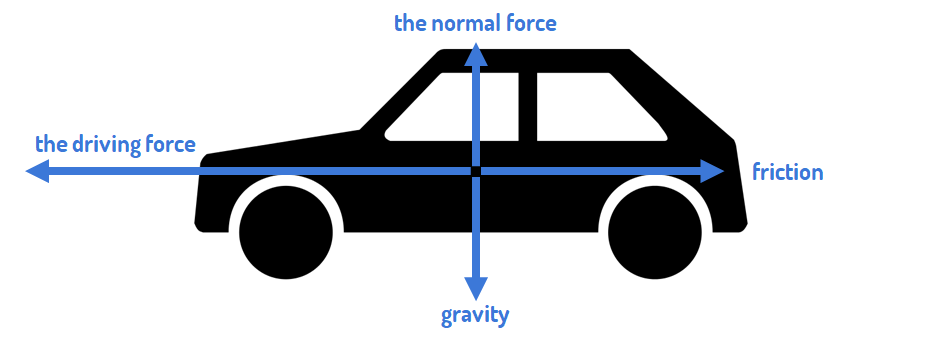 the normal force
the driving force
friction
gravity